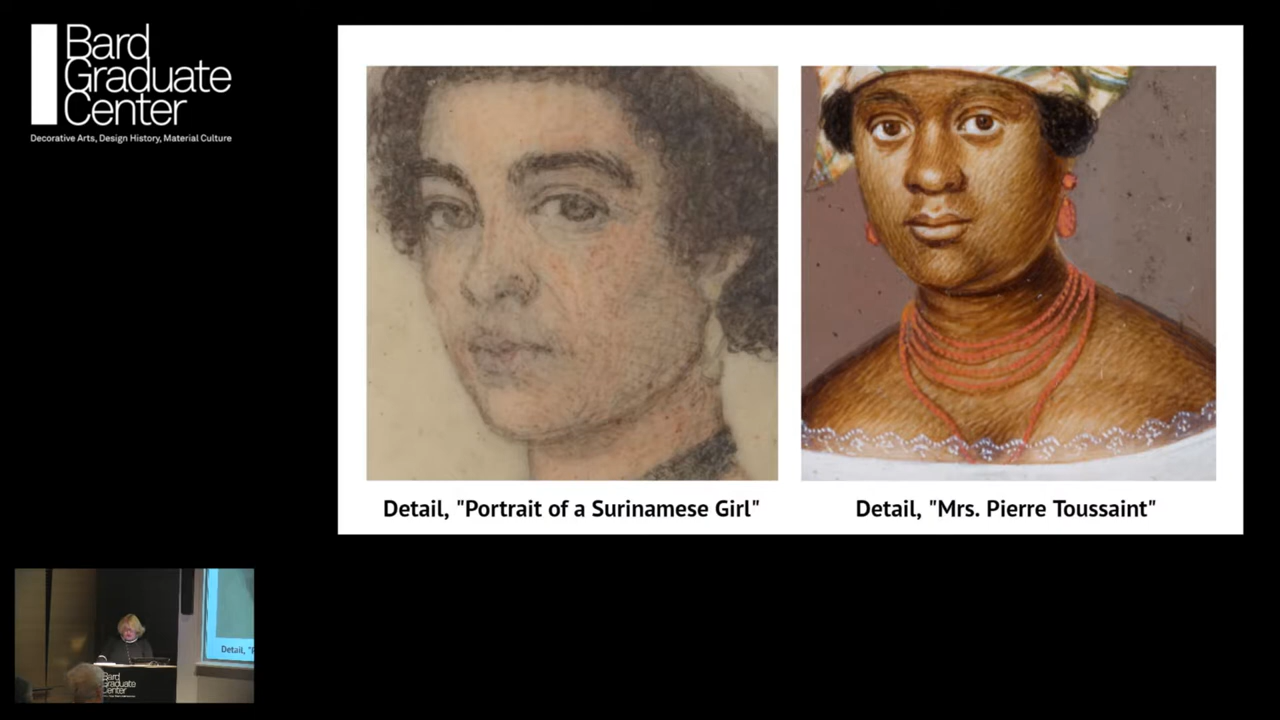 Bard
Graduate
Center
Decorative Arts, Design History, Material Culture
Detail, "Portrait of a Surinamese Girl"
Detail, "Mrs. Pierre Toussaint"
Detail, "P
Bard
Graduate
Center